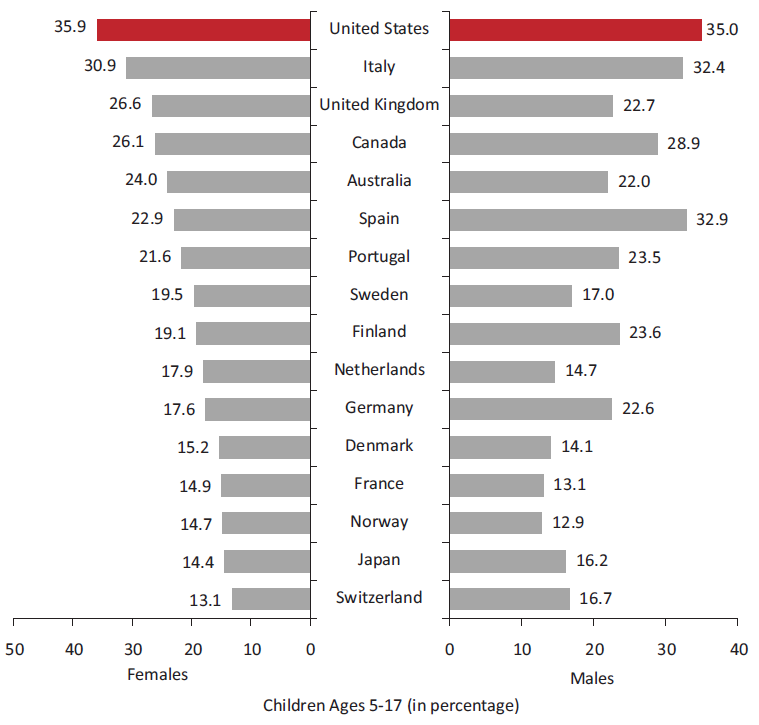 35.9 United States 35.0
30.9 Italy 32.4
26.6 United Kingdom 22.7
26.1 Canada 28.9
24.0 Australia 22.0
22.9 Spain 32.9
21.6 Portugal 23.5
19.5 Sweden 17.0
19.1 Finland 23.6
17.9 Netherlands 14.7
17.6 Germany 22.6
15.2 Denmark 14.1
14.9 France 13.1
14.7 Norway 12.9
14.4 Japan 16.2
13.1 Switzerland 16.7
50 40 30 20 10 0 0 10 20 30 40
Females Males
Children Ages 5-17 (in percentage)